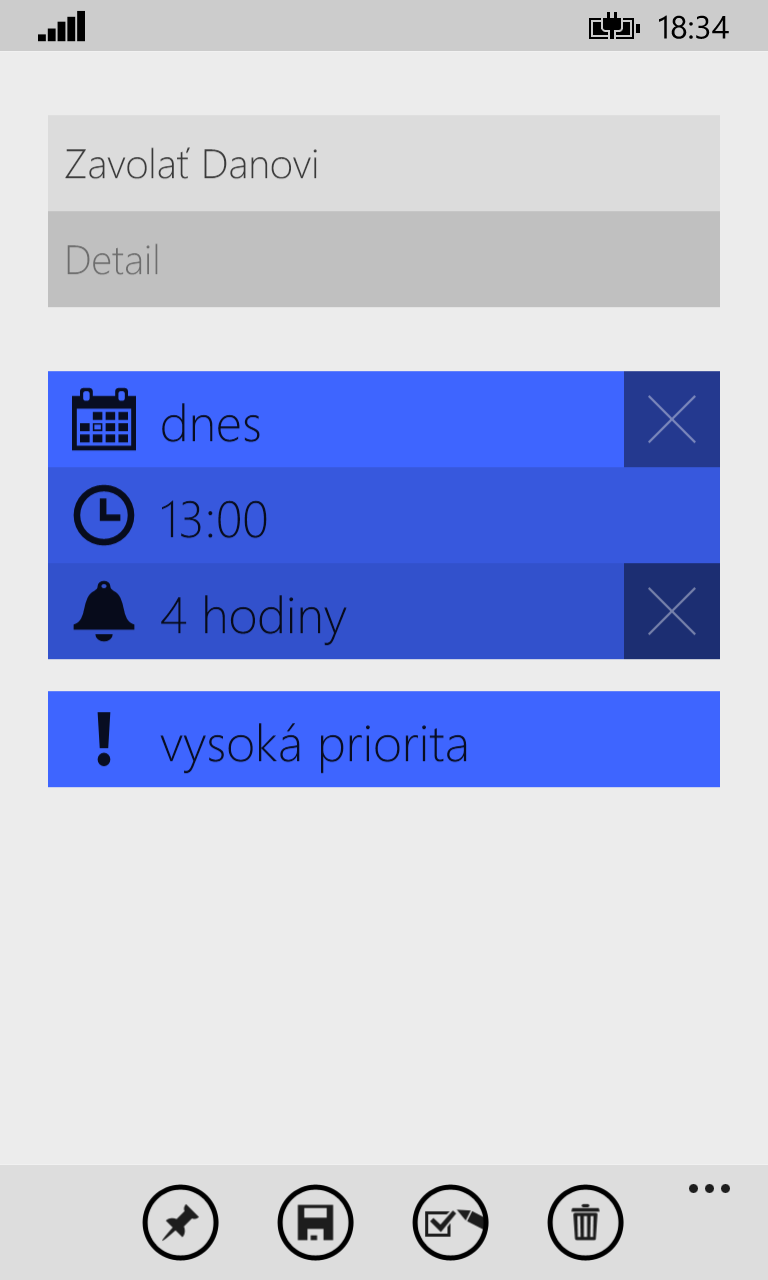 18:34
Zavolať Danovi
Detail
dnes
13:00
4 hodiny
vysoká priorita